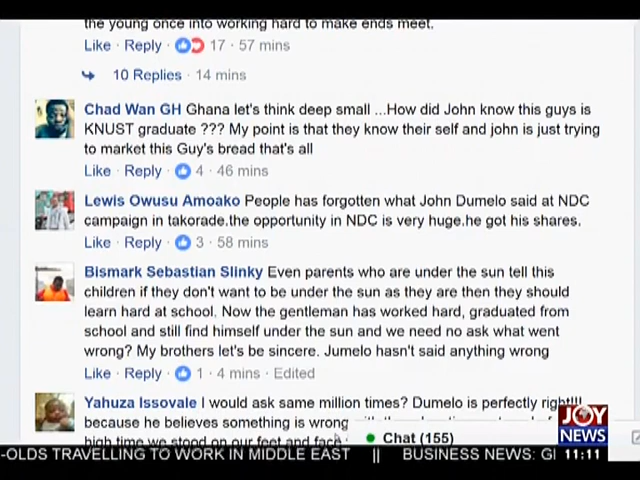 the young once into working hard to make ends meet.
Like · Reply · 17 · 57 mins
10 Replies · 14 mins
Chad Wan GH Ghana let's think deep small ...How did John know this guys is
KNUST graduate ??? My point is that they know their self and john is just trying
to market this Guy's bread that's all
Like · Reply · 4 · 46 mins
Lewis Owusu Amoako People has forgotten what John Dumelo said at NDC
campaign in takorade.the opportunity in NDC is very huge.he got his shares.
Like · Reply · 3 · 58 mins
Bismark Sebastian Slinky Even parents who are under the sun tell this
children if they don't want to be under the sun as they are then they should
learn hard at school. Now the gentleman has worked hard, graduated from
school and still find himself under the sun and we need no ask what went
wrong? My brothers let's be sincere. Jumelo hasn't said anything wrong
Like · Reply · 1 · 4 mins · Edited
Yahuza Issovale I would ask same million times? Dumelo is perfectly right!!!
because he believes something is wrong
high time we stood on our feet and face
Chat (155)
JOY
NEWS
-OLDS TRAVELLING TO WORK IN MIDDLE EAST || BUSINESS NEWS: GI 11:11